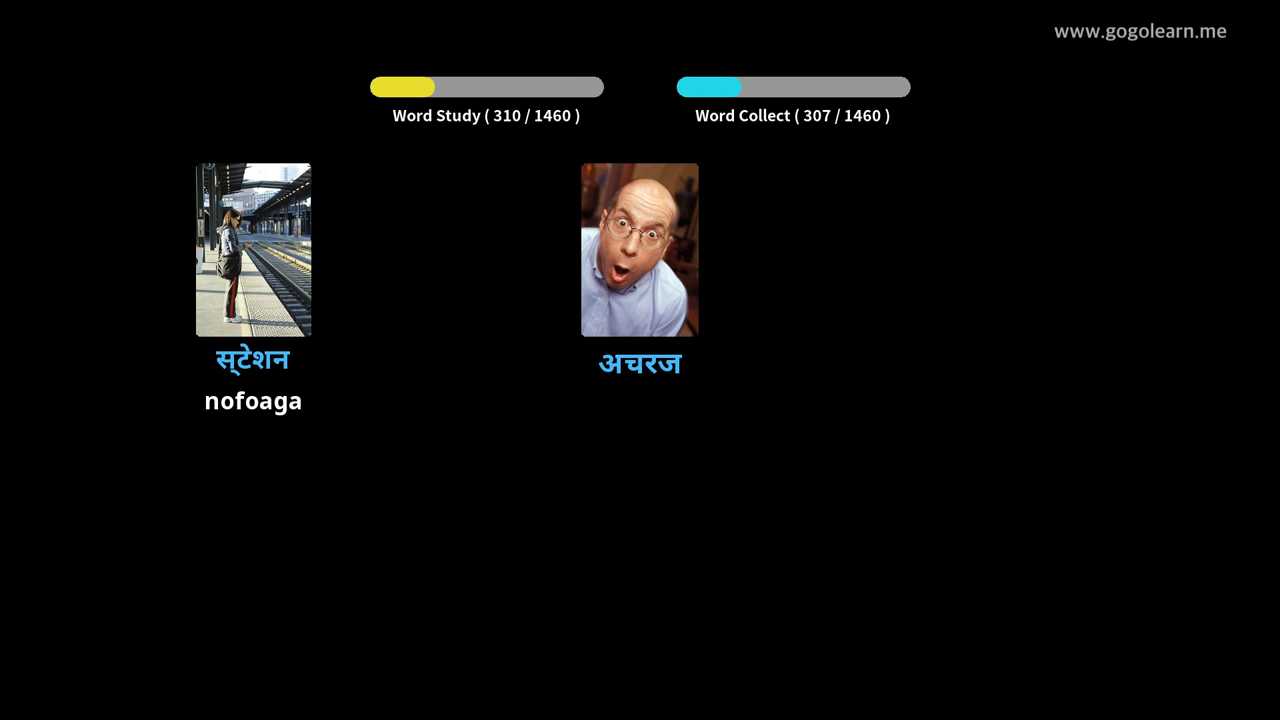 www.gogolearn.me
Word Study ( 310 / 1460 )
Word Collect ( 307 / 1460 )
स्टेशन
nofoaga
अचरज